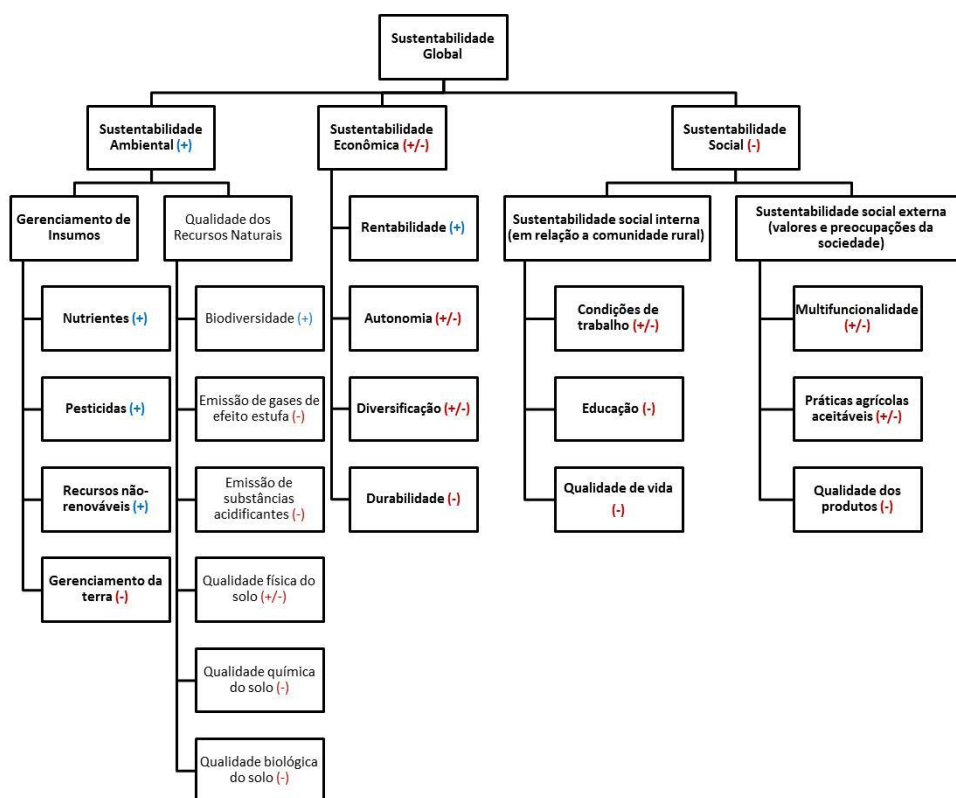 Sustentabilidade
Global
Sustentabilidade
Ambiental (+)
Sustentabilidade
Econômica (+/-)
Sustentabilidade
Social (-)
Gerenciamento de
Insumos
Qualidade dos
Recursos Naturais
Rentabilidade (+)
Sustentabilidade social interna
(em relação a comunidade rural)
Sustentabilidade social externa
(valores e preocupações da
sociedade)
Nutrientes (+)
Biodiversidade (+)
Autonomia (+/-)
Condições de
trabalho (+/-)
Multifuncionalidade
(+/-)
Pesticidas (+)
Emissão de gases de
efeito estufa (-)
Diversificação (+/-)
Educação (-)
Práticas agrícolas
aceitáveis (+/-)
Recursos não-
renováveis (+)
Emissão de
substâncias
acidificantes (-)
Durabilidade (-)
Qualidade de vida
(-)
Qualidade dos
produtos (-)
Gerenciamento da
terra (-)
Qualidade física do
solo (+/-)
Qualidade química
do solo (-)
Qualidade biológica
do solo (-)